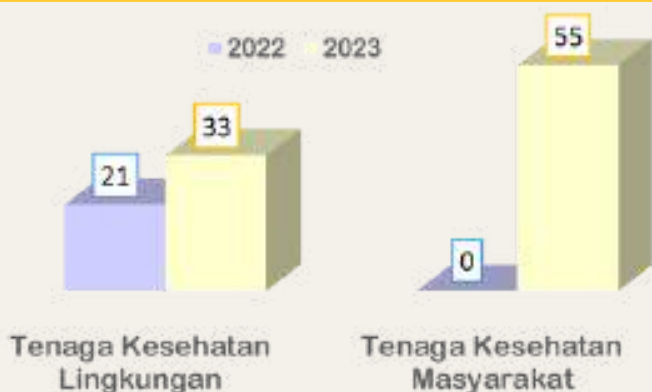 2022 2023
55
33
21
0
Tenaga Kesehatan
Lingkungan
Tenaga Kesehatan
Masyarakat